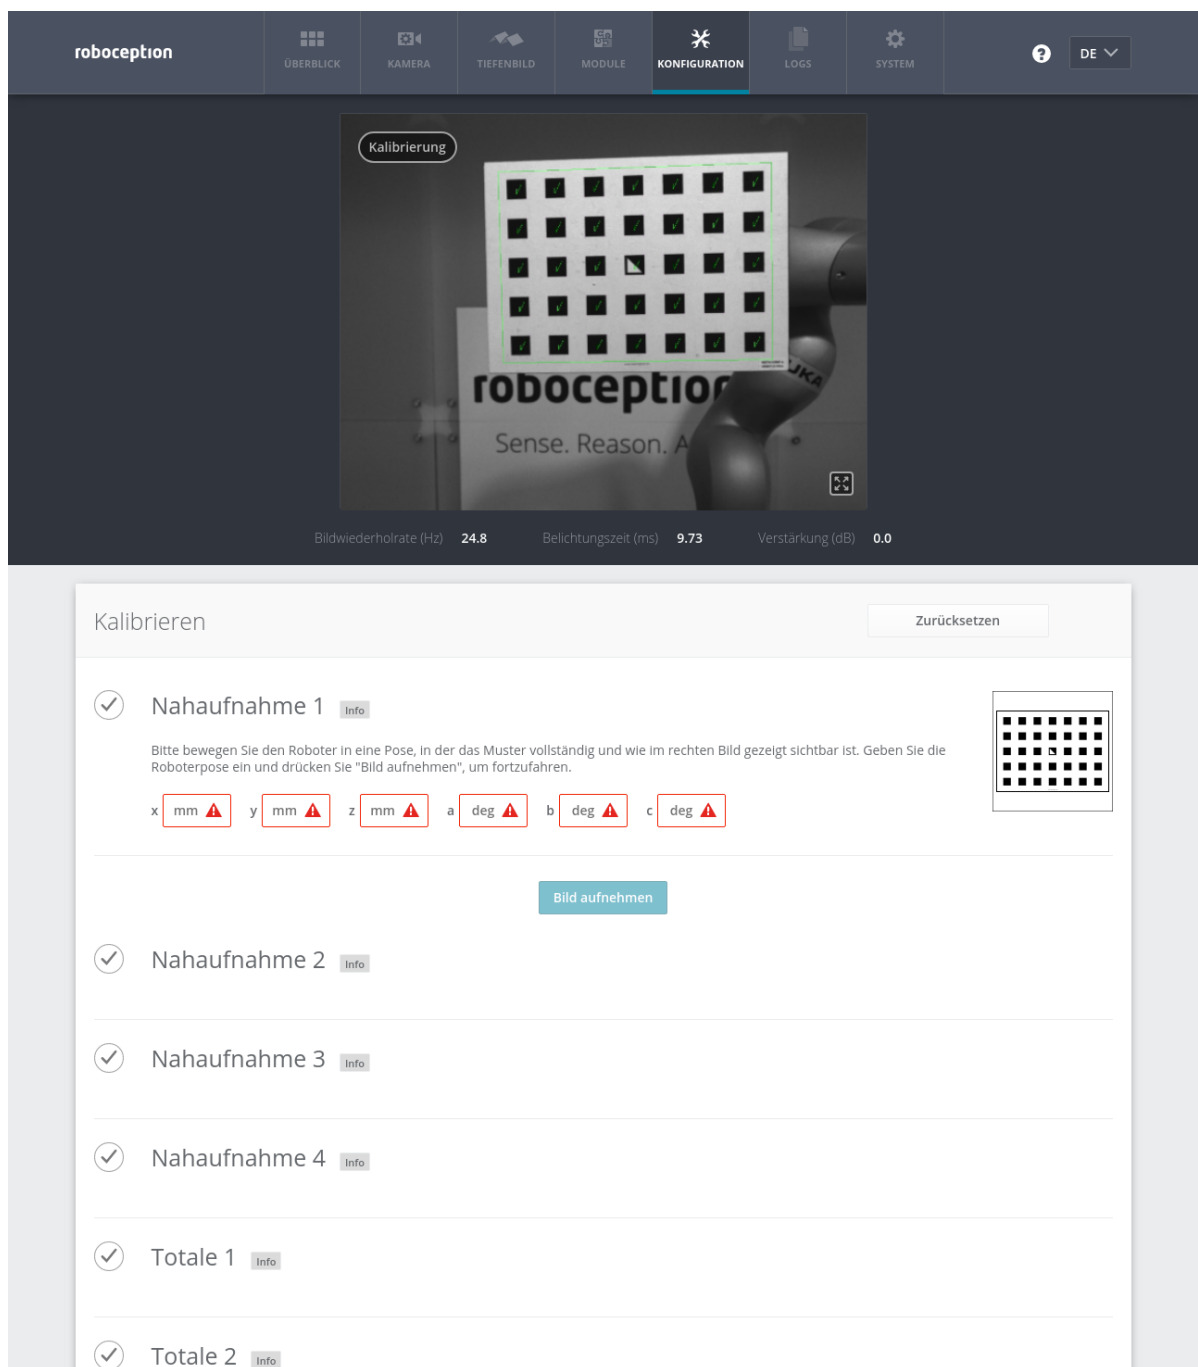 roboception
ÜBERBLICK
KAMERA
TIEFENBILD
MODULE
KONFIGURATION
LOGS
SYSTEM
?
DE
Kalibrierung
roboception
Sense. Reason. A
KUKA
Bildwiederholrate (Hz) 24.8 Belichtungszeit (ms) 9.73 Verstärkung (dB) 0.0
Kalibrieren
Zurücksetzen
Nahaufnahme 1 Info
Bitte bewegen Sie den Roboter in eine Pose, in der das Muster vollständig und wie im rechten Bild gezeigt sichtbar ist. Geben Sie die
Roboterpose ein und drücken Sie "Bild aufnehmen", um fortzufahren.
x mm y mm z mm a deg b deg c deg
Bild aufnehmen
Nahaufnahme 2 Info
Nahaufnahme 3 Info
Nahaufnahme 4 Info
Totale 1 Info
Totale 2 Info